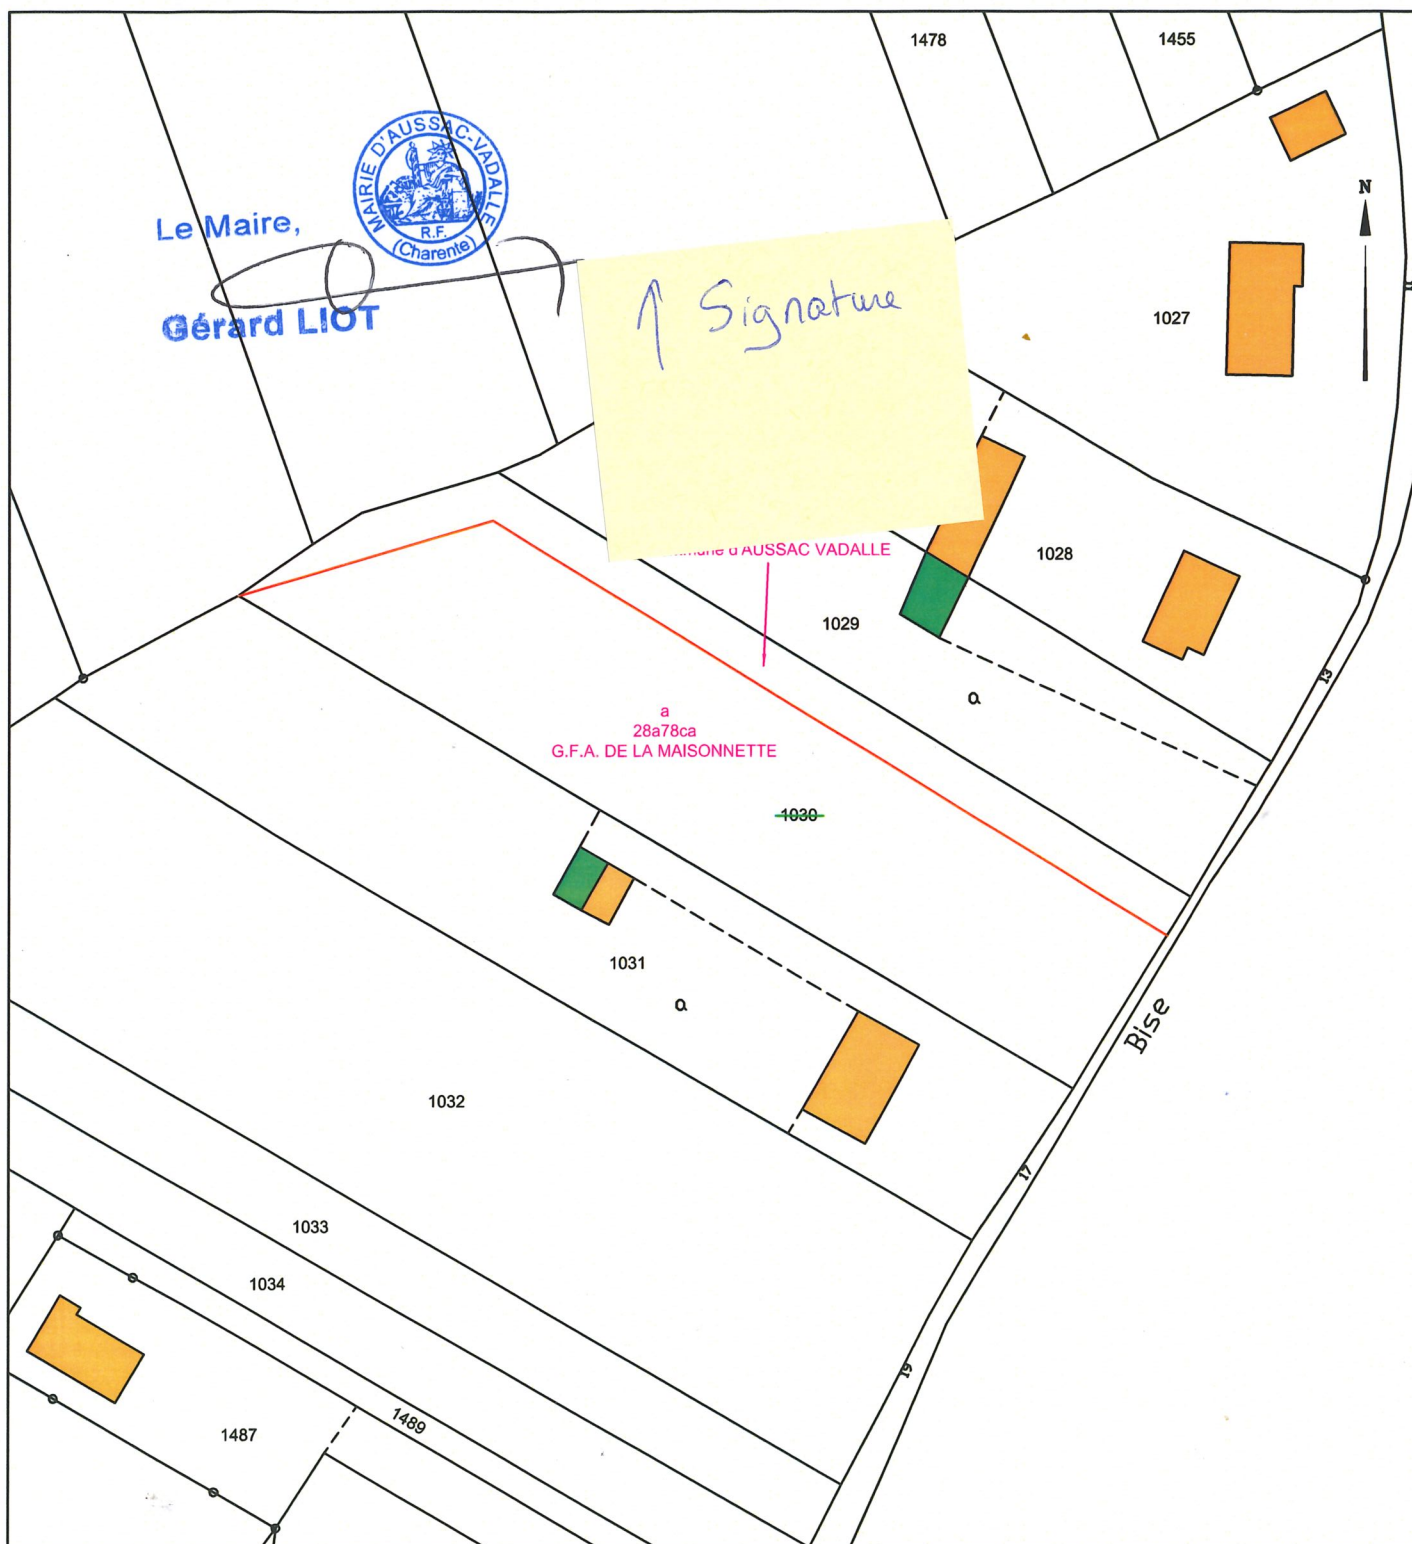 1478
1455
MAIRIE D'AUSSAC-VADALLE
R.F.
(Charente)
Le Maire,
Gérard LIOT
↑ Signature
N
1027
d'AUSSAC VADALLE
1028
1029
a
13
a
28a78ca
G.F.A. DE LA MAISONNETTE
1030
1031
a
Bise
1032
17
1033
1034
19
1489
1487